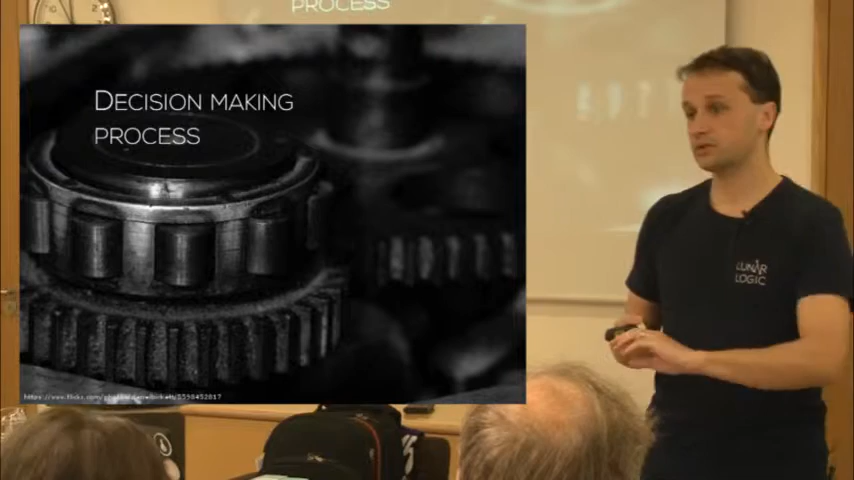 PROCESS
DECISION MAKING
PROCESS
LUNAR
LOGIC